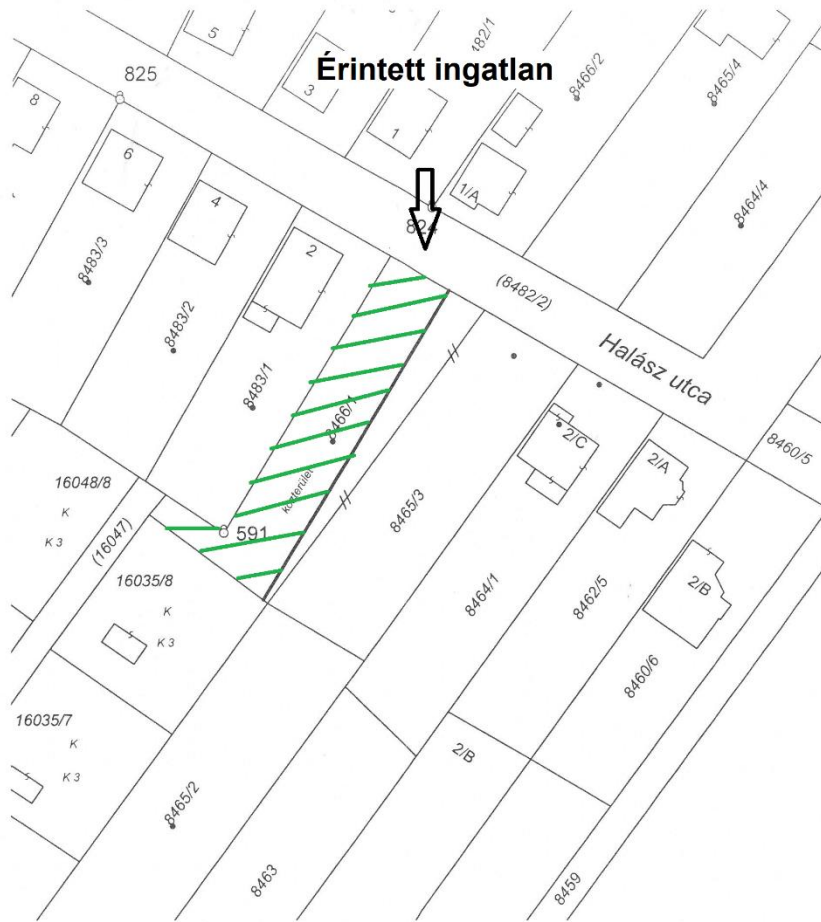 5
825
Érintett ingatlan
482/1
8466/2
8465/4
8
3
1
6
1/A
8464/4
4
824
8483/3
2
(8482/2)
8483/2
Halász utca
8483/1
8466/1
közterület
2/C
2/A
8460/5
16048/8
K
K 3
8465/3
(16047)
591
16035/8
K
K 3
8464/1
8462/5
2/B
8460/6
16035/7
K
K 3
2/B
8465/2
8463
8459